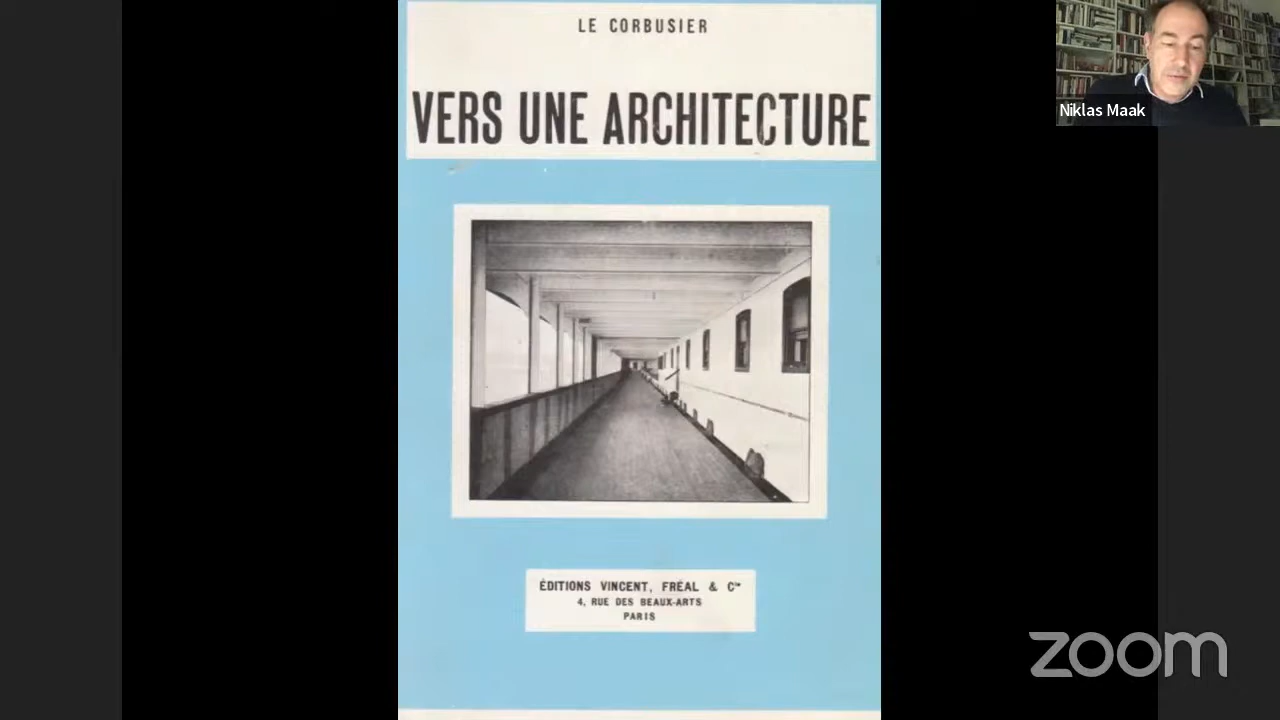 LE CORBUSIER
VERS UNE ARCHITECTURE
ÉDITIONS VINCENT, FRÉAL & Cie
4, RUE DES BEAUX-ARTS
PARIS
Niklas Maak
zoom